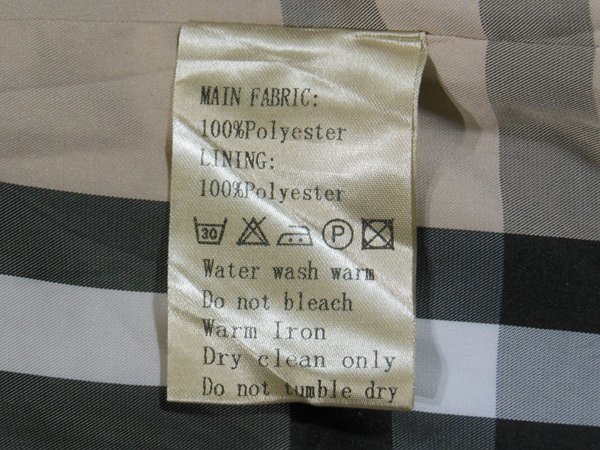 MAIN FABRIC:
100%Polyester
LINING:
100%Polyester
30 P
Water wash warm
Do not bleach
Warm Iron
Dry clean only
Do not tumble dry